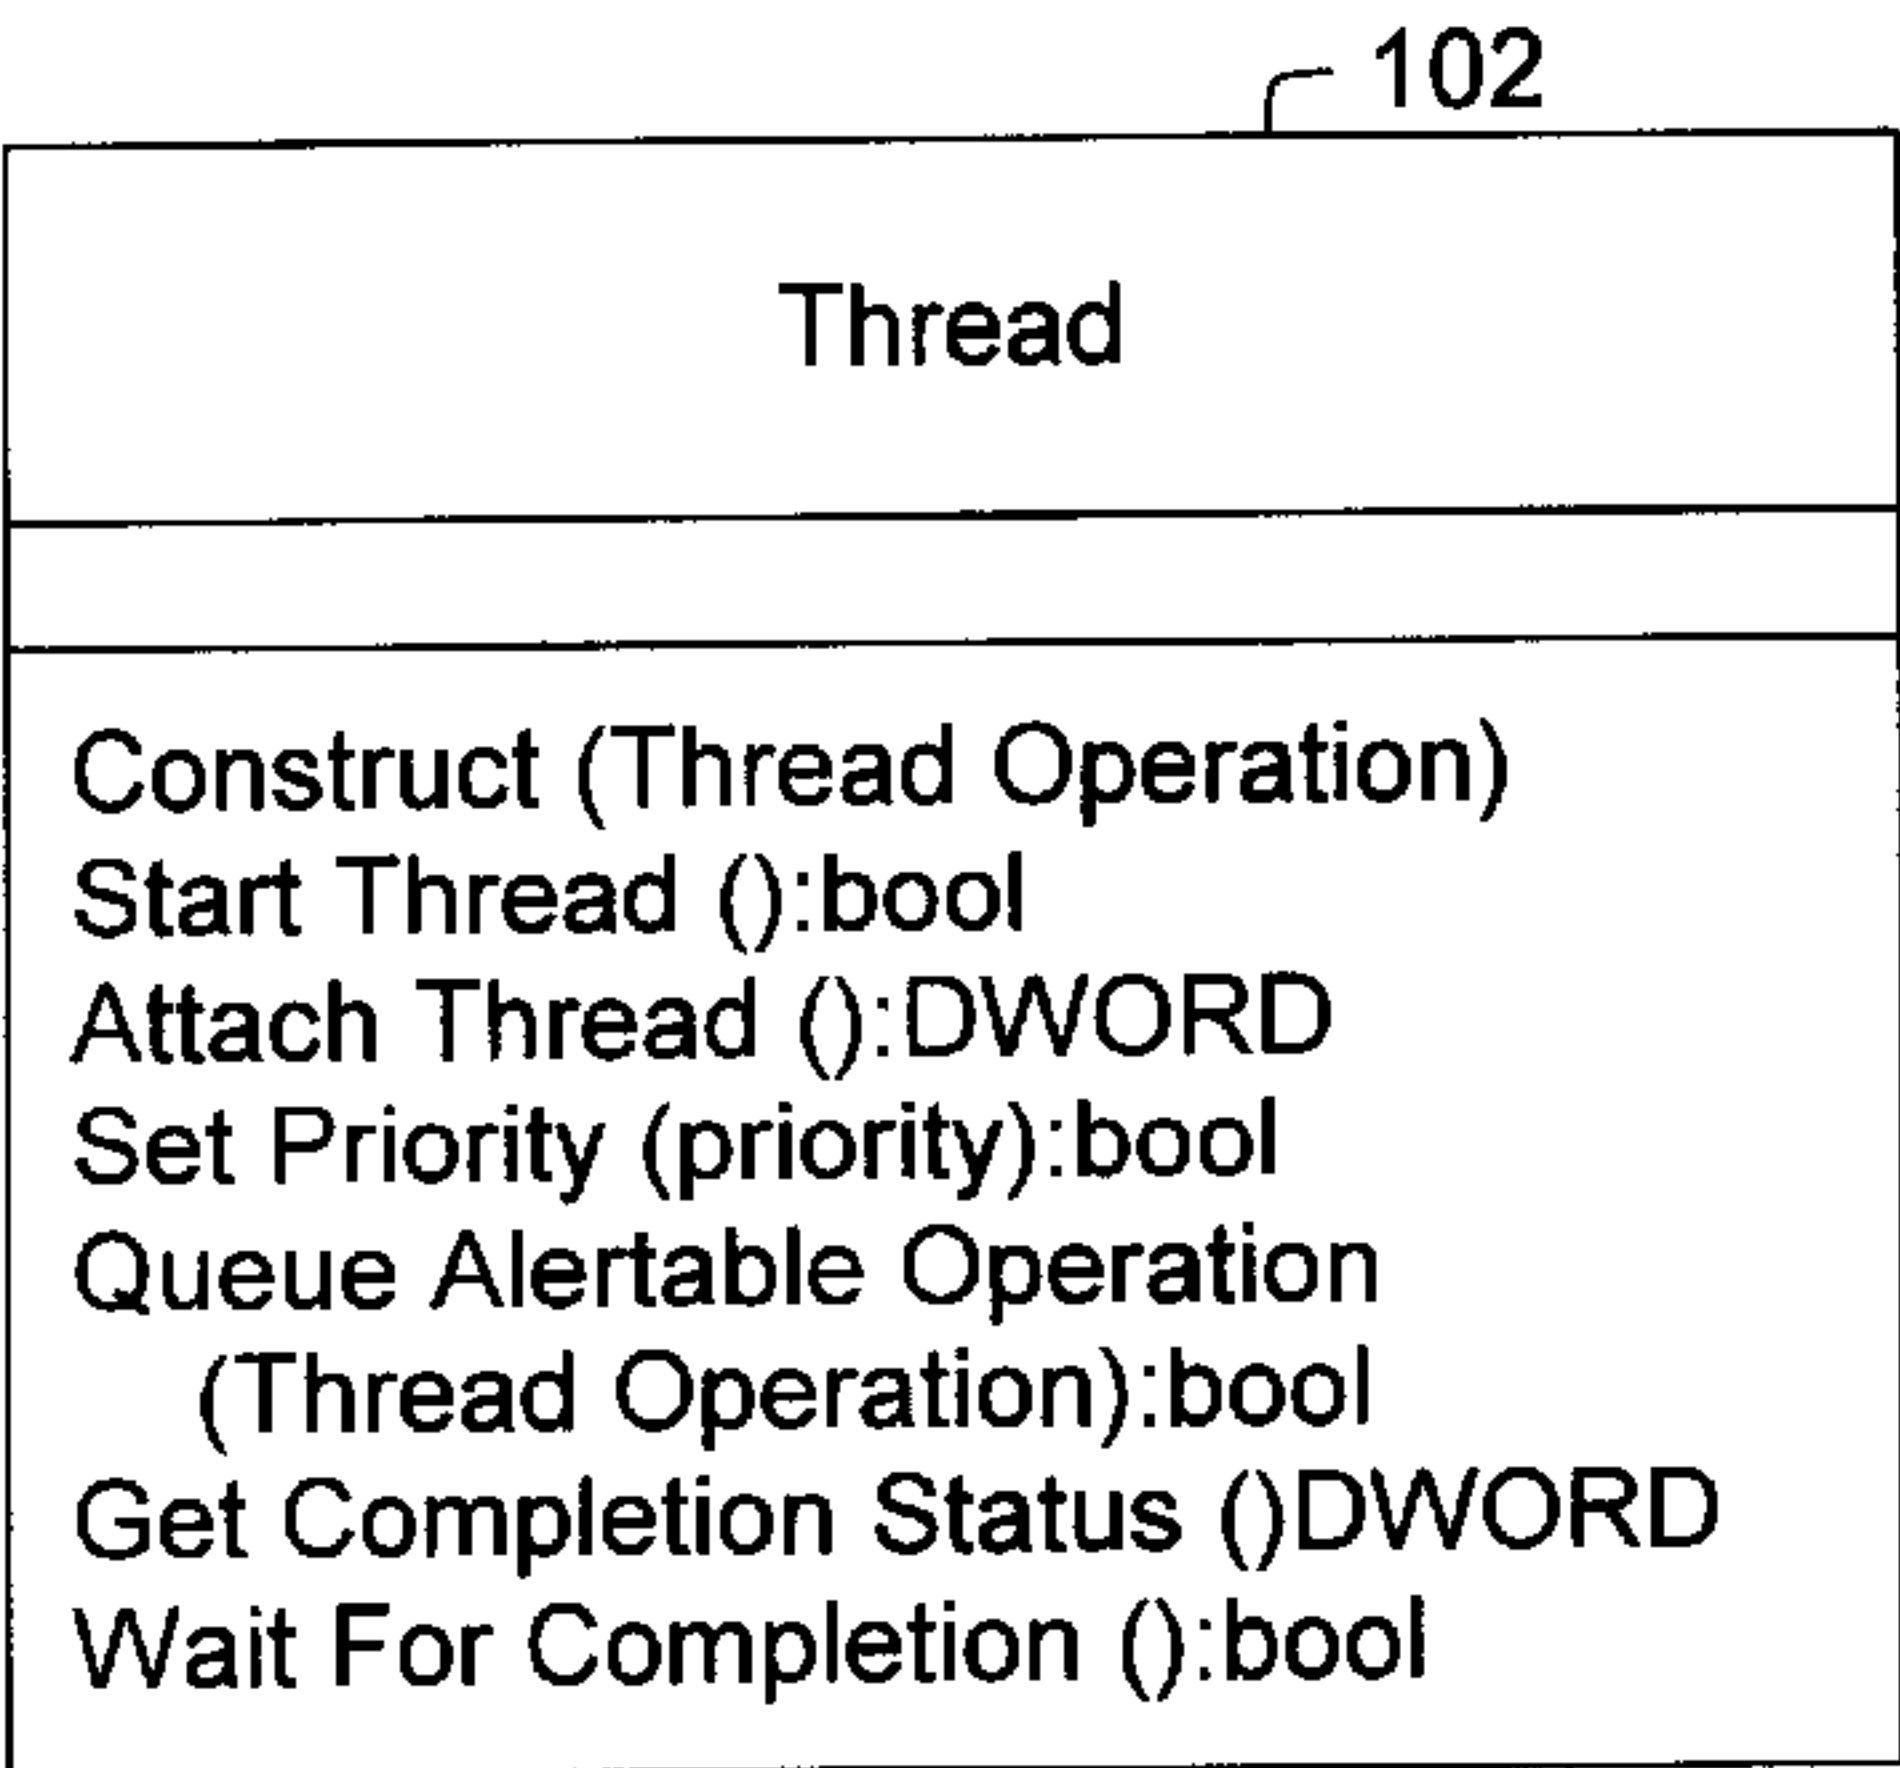 102
Thread
Construct (Thread Operation)
Start Thread ():bool
Attach Thread ():DWORD
Set Priority (priority):bool
Queue Alertable Operation
(Thread Operation):bool
Get Completion Status ()DWORD
Wait For Completion ():bool